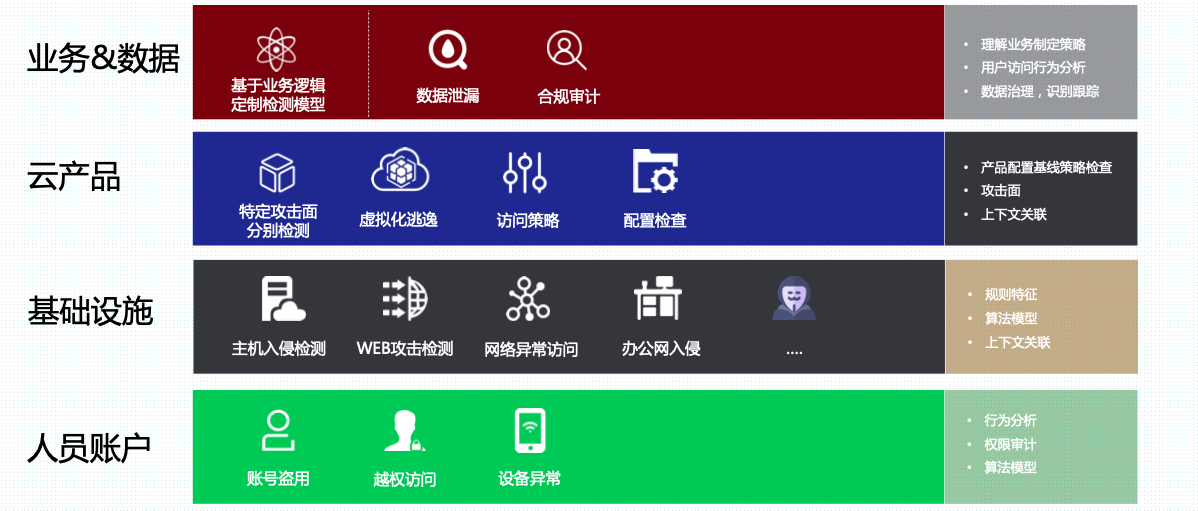 业务&数据
基于业务逻辑
定制检测模型
数据泄漏
合规审计
• 理解业务制定策略
• 用户访问行为分析
• 数据治理，识别跟踪
云产品
特定攻击面
分别检测
虚拟化逃逸
访问策略
配置检查
• 产品配置基线策略检查
• 攻击面
• 上下文关联
基础设施
主机入侵检测
WEB攻击检测
网络异常访问
办公网入侵
....
• 规则特征
• 算法模型
• 上下文关联
人员账户
账号盗用
越权访问
设备异常
• 行为分析
• 权限审计
• 算法模型